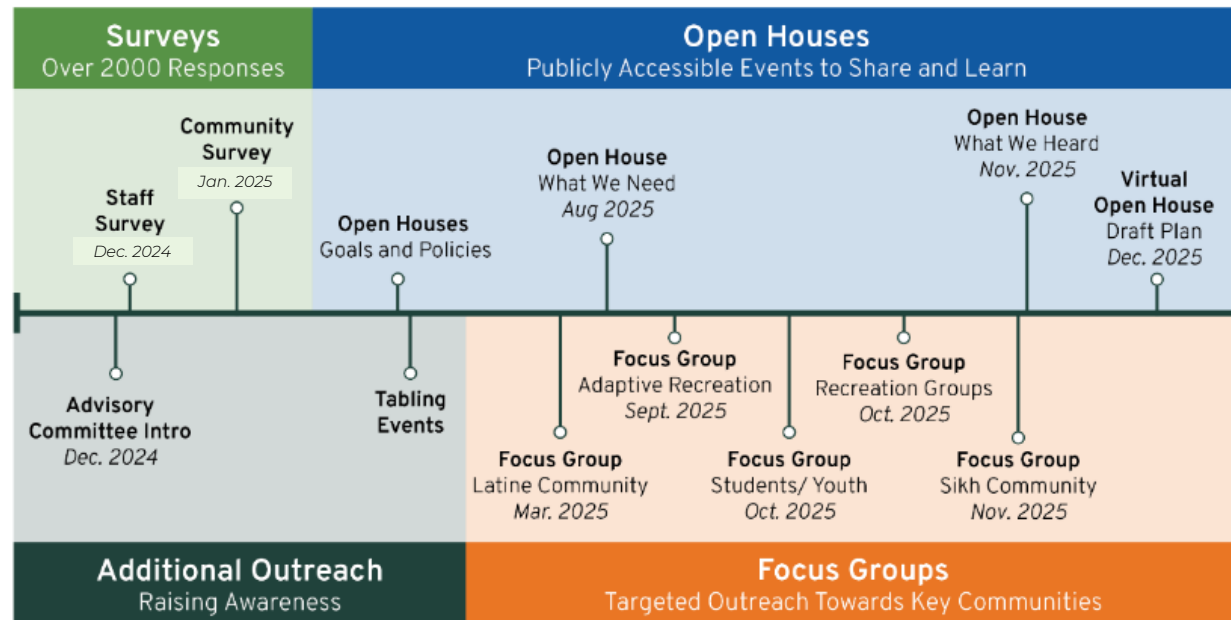 Surveys
Over 2000 Responses
Open Houses
Publicly Accessible Events to Share and Learn
Staff
Survey
Dec. 2024
Community
Survey
Jan. 2025
Open Houses
Goals and Policies
Open House
What We Need
Aug 2025
Open House
What We Heard
Nov. 2025
Virtual
Open House
Draft Plan
Dec. 2025
Advisory
Committee Intro
Dec. 2024
Tabling
Events
Focus Group
Latine Community
Mar. 2025
Focus Group
Adaptive Recreation
Sept. 2025
Focus Group
Students/ Youth
Oct. 2025
Focus Group
Recreation Groups
Oct. 2025
Focus Group
Sikh Community
Nov. 2025
Additional Outreach
Raising Awareness
Focus Groups
Targeted Outreach Towards Key Communities